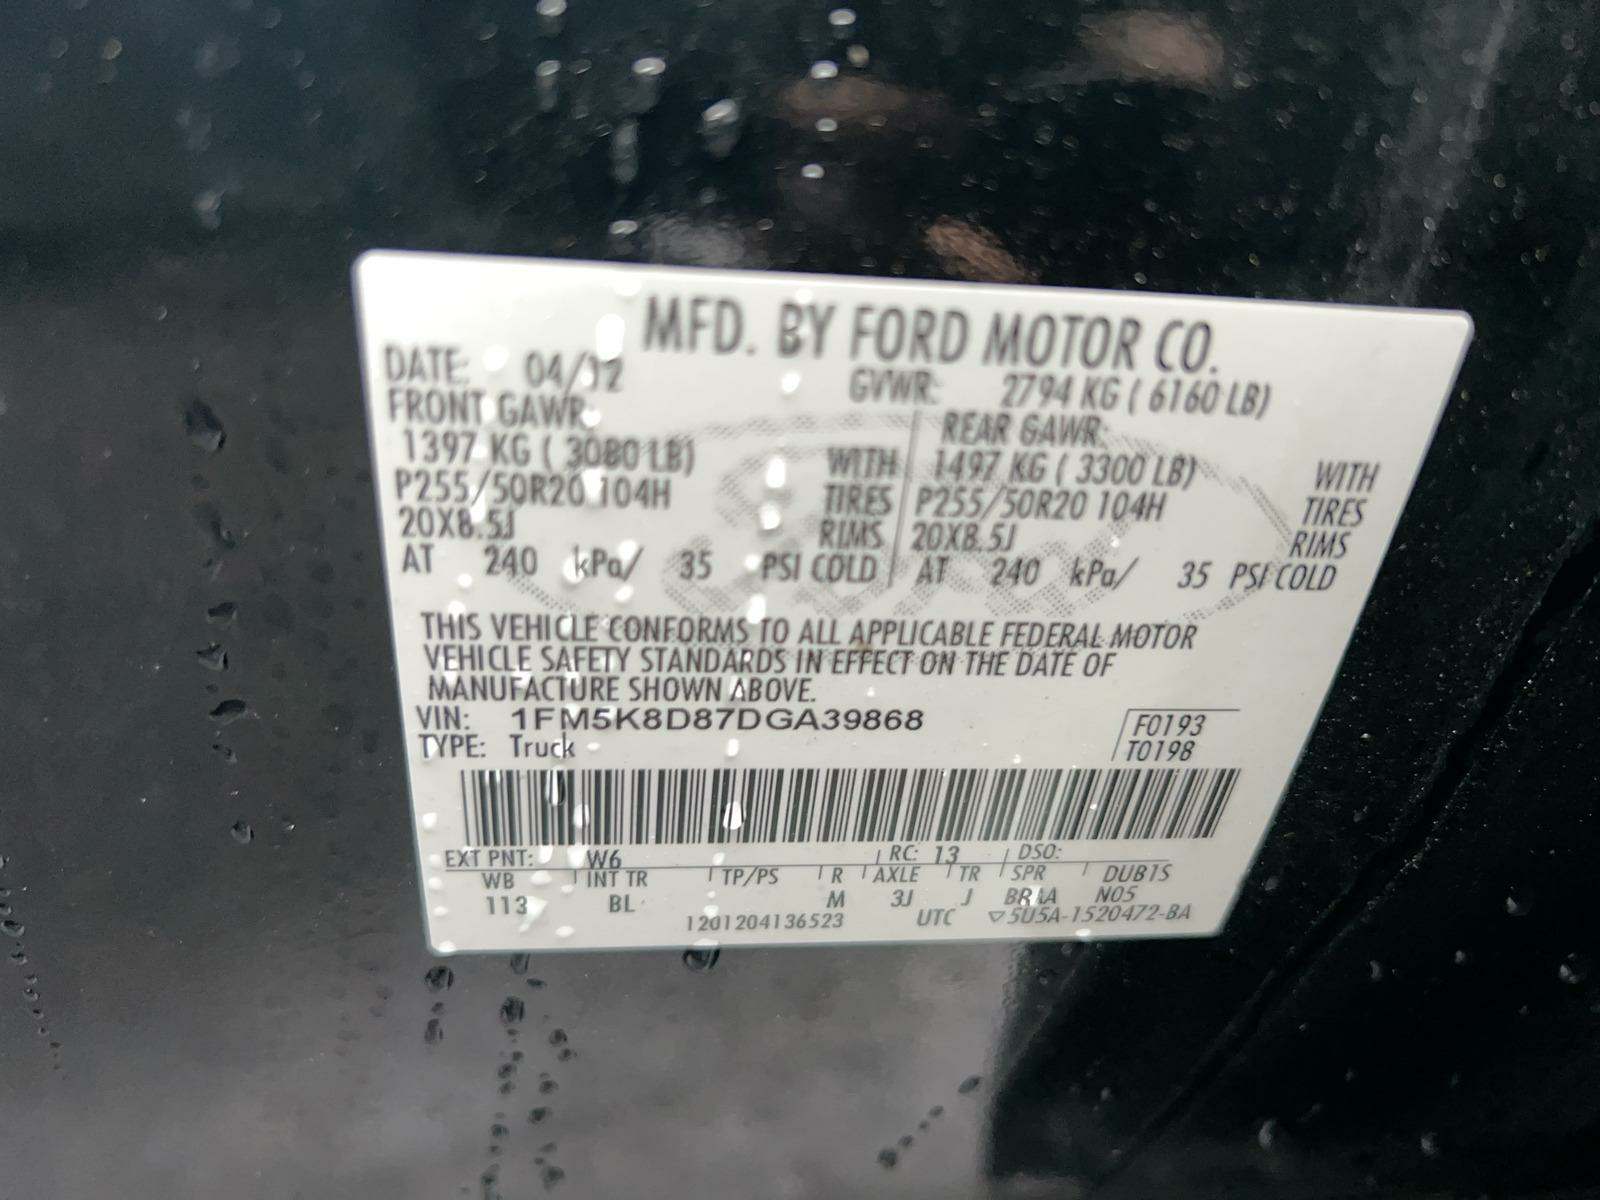 MFD. BY FORD MOTOR CO.
DATE: 04/12 GVWR: 2794 KG ( 6160 LB)
FRONT GAWR: REAR GAWR:
1397 KG ( 3080 LB) WITH 1497 KG ( 3300 LB) WITH
P255/50R20 104H TIRES P255/50R20 104H TIRES
20X8.5J RIMS 20X8.5J RIMS
AT 240 kPa/ 35 PSI COLD AT 240 kPa/ 35 PSI COLD
THIS VEHICLE CONFORMS TO ALL APPLICABLE FEDERAL MOTOR
VEHICLE SAFETY STANDARDS IN EFFECT ON THE DATE OF
MANUFACTURE SHOWN ABOVE.
VIN: 1FM5K8D87DGA39868 F0193
TYPE: Truck T0198
EXT PNT: W6 RC: 13 DSO:
WB INT TR TP/PS R AXLE TR SPR DUB1S
113 BL M 3J J N05
1201204136523 UTC ▽5U5A-1520472-BA